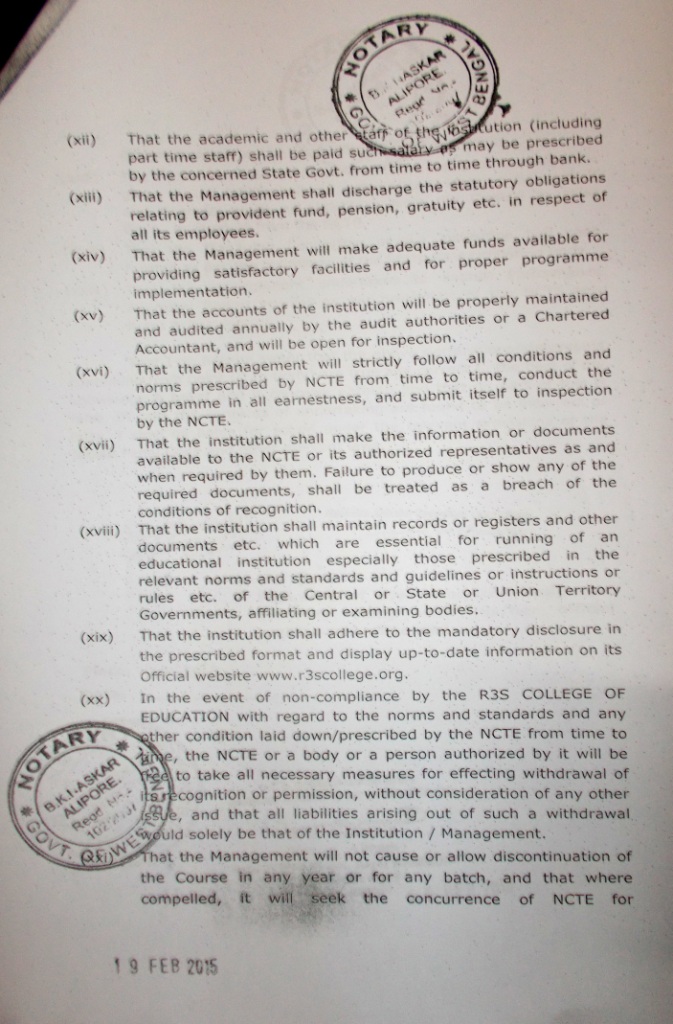 NOTARY
ASKAR
ALIPORE.
Regd
WEST BENGAL
(xii) That the academic and other staff of the institution (including
part time staff) shall be paid such salary as may be prescribed
by the concerned State Govt. from time to time through bank.
(xiii) That the Management shall discharge the statutory obligations
relating to provident fund, pension, gratuity etc. in respect of
all its employees.
(xiv) That the Management will make adequate funds available for
providing satisfactory facilities and for proper programme
implementation.
(xv) That the accounts of the institution will be properly maintained
and audited annually by the audit authorities or a Chartered
Accountant, and will be open for inspection.
(xvi) That the Management will strictly follow all conditions and
norms prescribed by NCTE from time to time, conduct the
programme in all earnestness, and submit itself to inspection
by the NCTE.
(xvii) That the institution shall make the information or documents
available to the NCTE or its authorized representatives as and
when required by them. Failure to produce or show any of the
required documents, shall be treated as a breach of the
conditions of recognition.
(xviii) That the institution shall maintain records or registers and other
documents etc. which are essential for running of an
educational institution especially those prescribed in the
relevant norms and standards and guidelines or instructions or
rules etc. of the Central or State or Union Territory
Governments, affiliating or examining bodies.
(xix) That the institution shall adhere to the mandatory disclosure in
the prescribed format and display up-to-date information on its
Official website www.r3scollege.org.
(xx) In the event of non-compliance by the R3S COLLEGE OF
EDUCATION with regard to the norms and standards and any
other condition laid down/prescribed by the NCTE from time to
time, the NCTE or a body or a person authorized by it will be
free to take all necessary measures for effecting withdrawal of
its recognition or permission, without consideration of any other
issue, and that all liabilities arising out of such a withdrawal
would solely be that of the Institution / Management.
(xxi) That the Management will not cause or allow discontinuation of
the Course in any year or for any batch, and that where
compelled, it will seek the concurrence of NCTE for
NOTARY
ALIPORE.
Regd
GOVT. OF WEST
19 FEB 2015